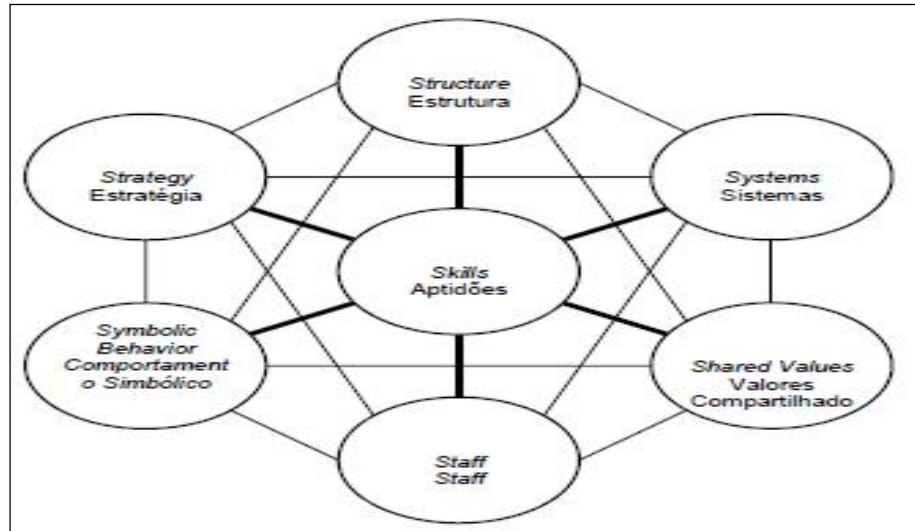 Structure
Estrutura
Strategy
Estratégia
Systems
Sistemas
Skills
Aptidões
Symbolic
Behavior
Comportament
o Simbólico
Shared Values
Valores
Compartilhado
Staff
Staff